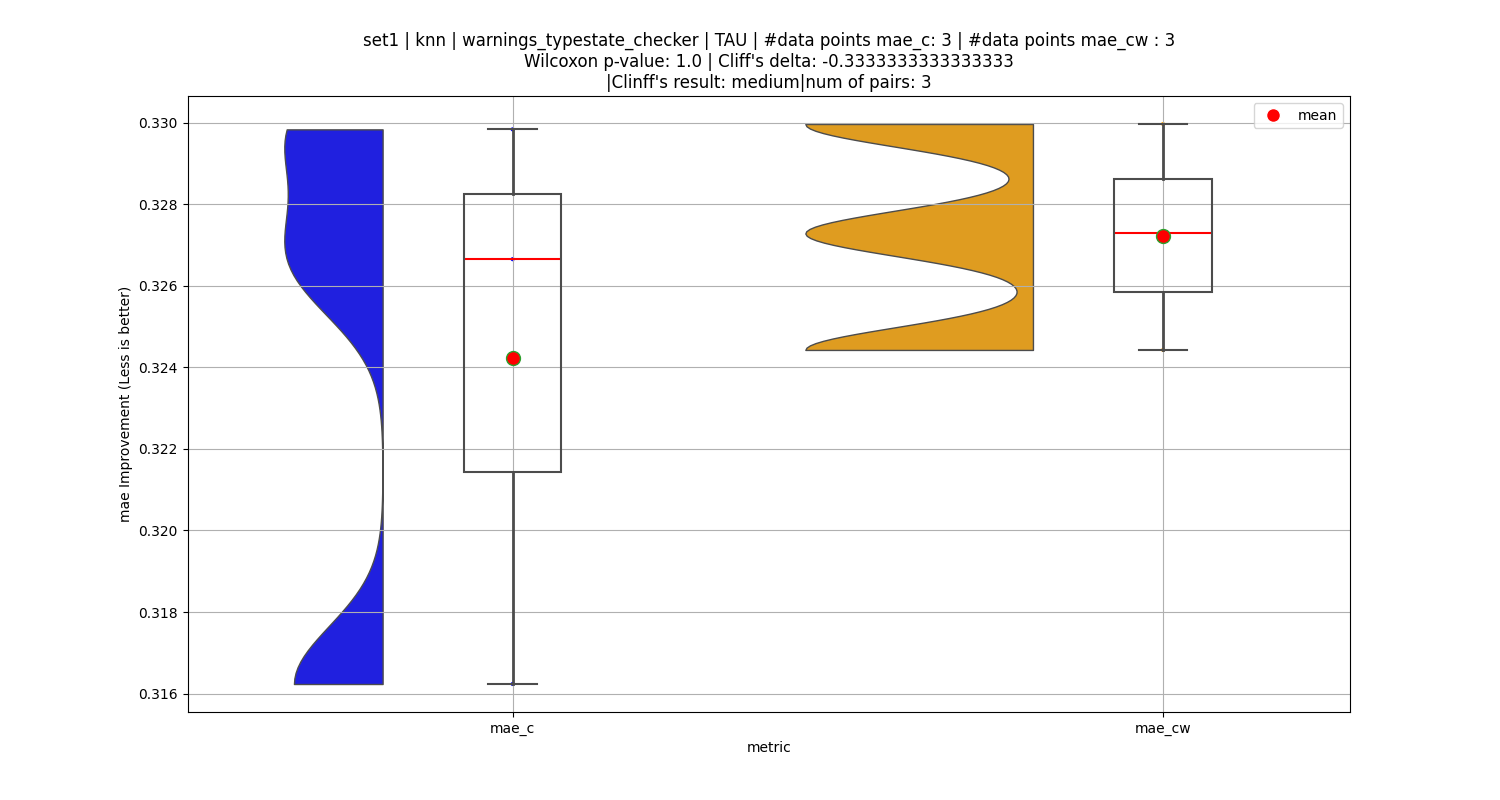 set1 | knn | warnings_typestate_checker | TAU | #data points mae_c: 3 | #data points mae_cw : 3
Wilcoxon p-value: 1.0 | Cliff's delta: -0.3333333333333333
|Clinff's result: medium|num of pairs: 3
mean
mae Improvement (Less is better)
0.330
0.328
0.326
0.324
0.322
0.320
0.318
0.316
mae_c
mae_cw
metric